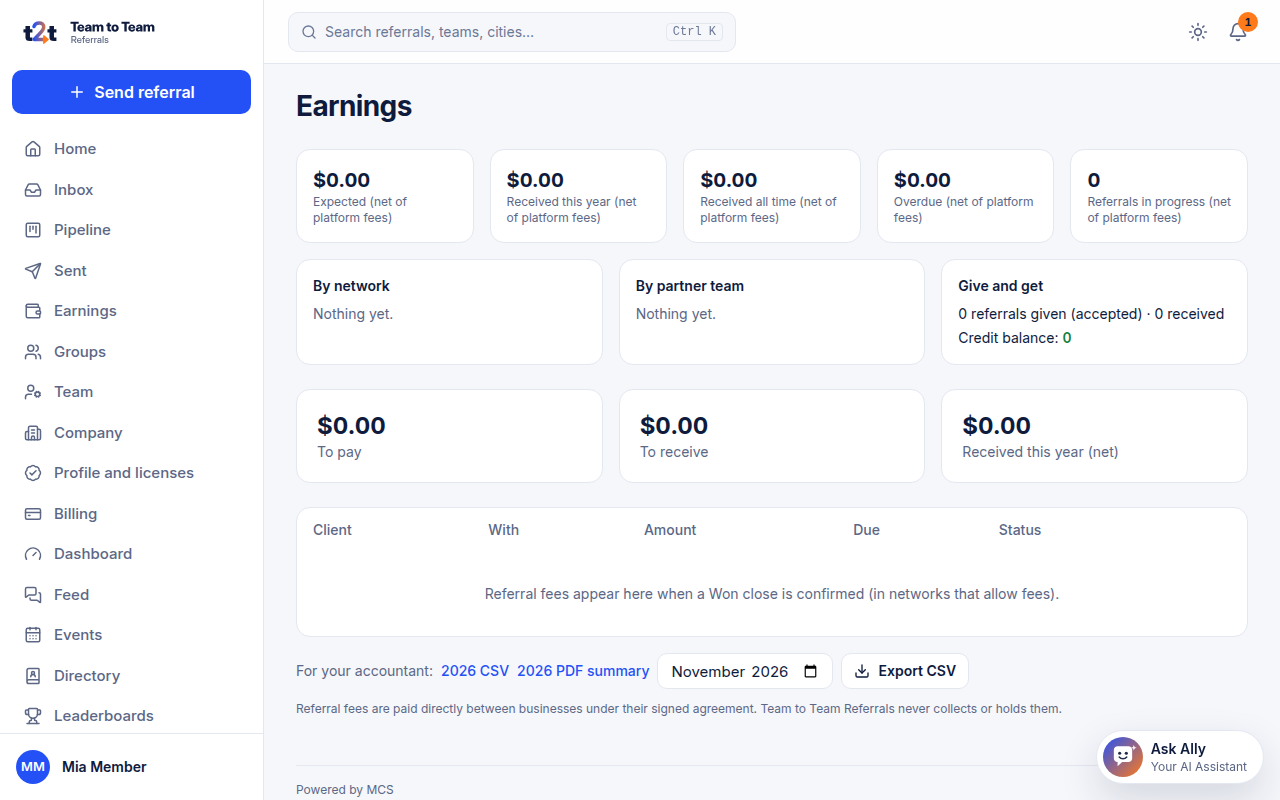 t2t Team to Team
Referrals
Search referrals, teams, cities...
Ctrl K
1
Send referral
Home
Inbox
Pipeline
Sent
Earnings
Groups
Team
Company
Profile and licenses
Billing
Dashboard
Feed
Events
Directory
Leaderboards
MM Mia Member
Earnings
$0.00
Expected (net of
platform fees)
$0.00
Received this year (net
of platform fees)
$0.00
Received all time (net of
platform fees)
$0.00
Overdue (net of platform
fees)
0
Referrals in progress (net
of platform fees)
By network
Nothing yet.
By partner team
Nothing yet.
Give and get
0 referrals given (accepted) · 0 received
Credit balance: 0
$0.00
To pay
$0.00
To receive
$0.00
Received this year (net)
Client With Amount Due Status
Referral fees appear here when a Won close is confirmed (in networks that allow fees).
For your accountant: 2026 CSV 2026 PDF summary November 2026 Export CSV
Referral fees are paid directly between businesses under their signed agreement. Team to Team Referrals never collects or holds them.
Ask Ally
Your AI Assistant
Powered by MCS